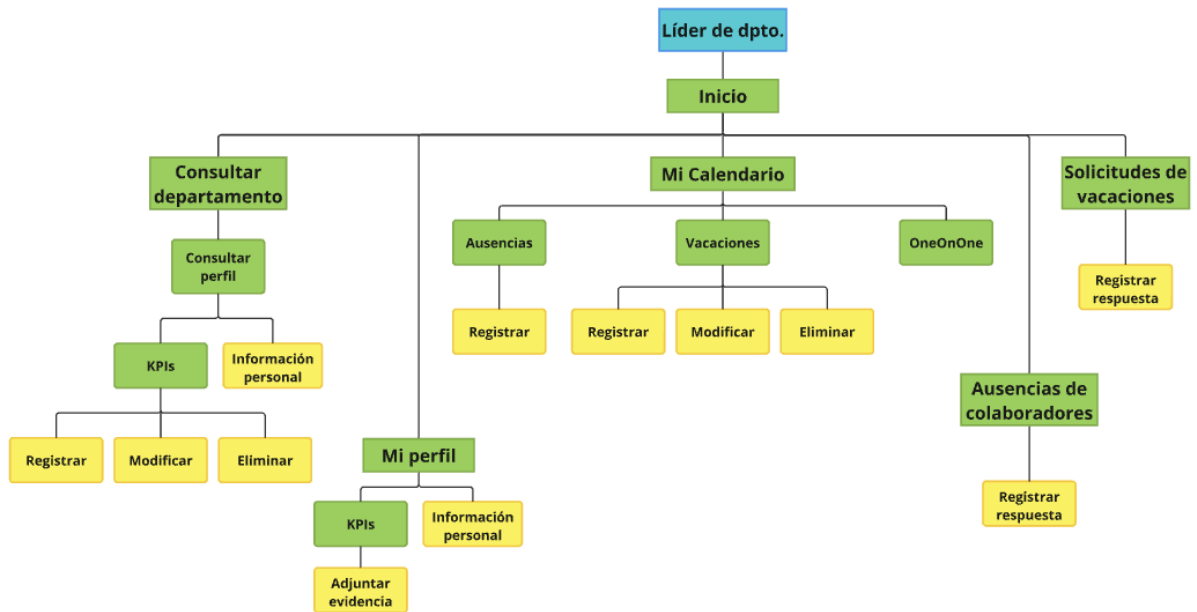 Líder de dpto.
Inicio
Consultar
departamento
Mi Calendario
Solicitudes de
vacaciones
Consultar
perfil
Ausencias
Vacaciones
OneOnOne
Registrar
respuesta
Registrar
Registrar
Modificar
Eliminar
KPIs
Información
personal
Ausencias de
colaboradores
Registrar
Modificar
Eliminar
Mi perfil
Registrar
respuesta
KPIs
Información
personal
Adjuntar
evidencia